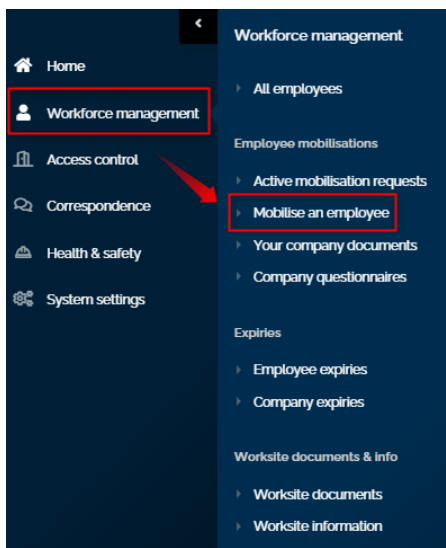 Home
Workforce management
Access control
Correspondence
Health & safety
System settings
Workforce management
All employees
Employee mobilisations
Active mobilisation requests
Mobilise an employee
Your company documents
Company questionnaires
Expiries
Employee expiries
Company expiries
Worksite documents & info
Worksite documents
Worksite information